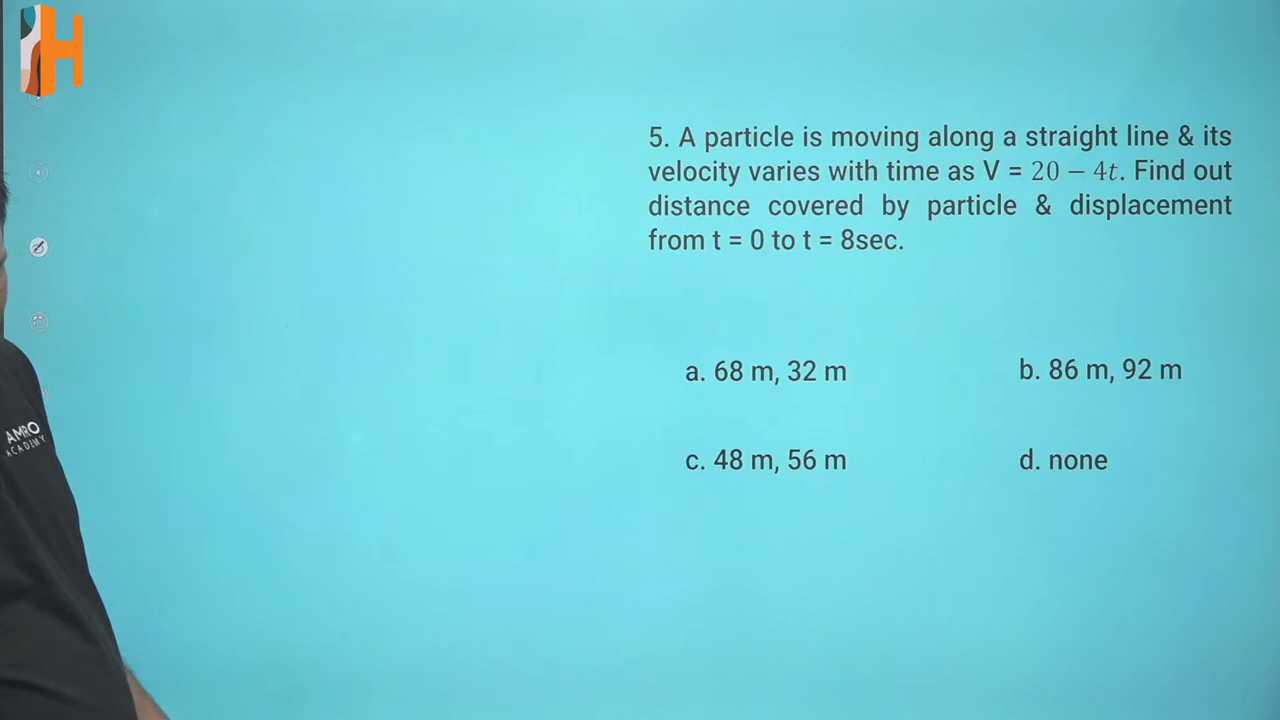 H
5. A particle is moving along a straight line & its
velocity varies with time as V = 20 − 4t. Find out
distance covered by particle & displacement
from t = 0 to t = 8sec.
a. 68 m, 32 m
b. 86 m, 92 m
c. 48 m, 56 m
d. none
AMRO
ACADEMY